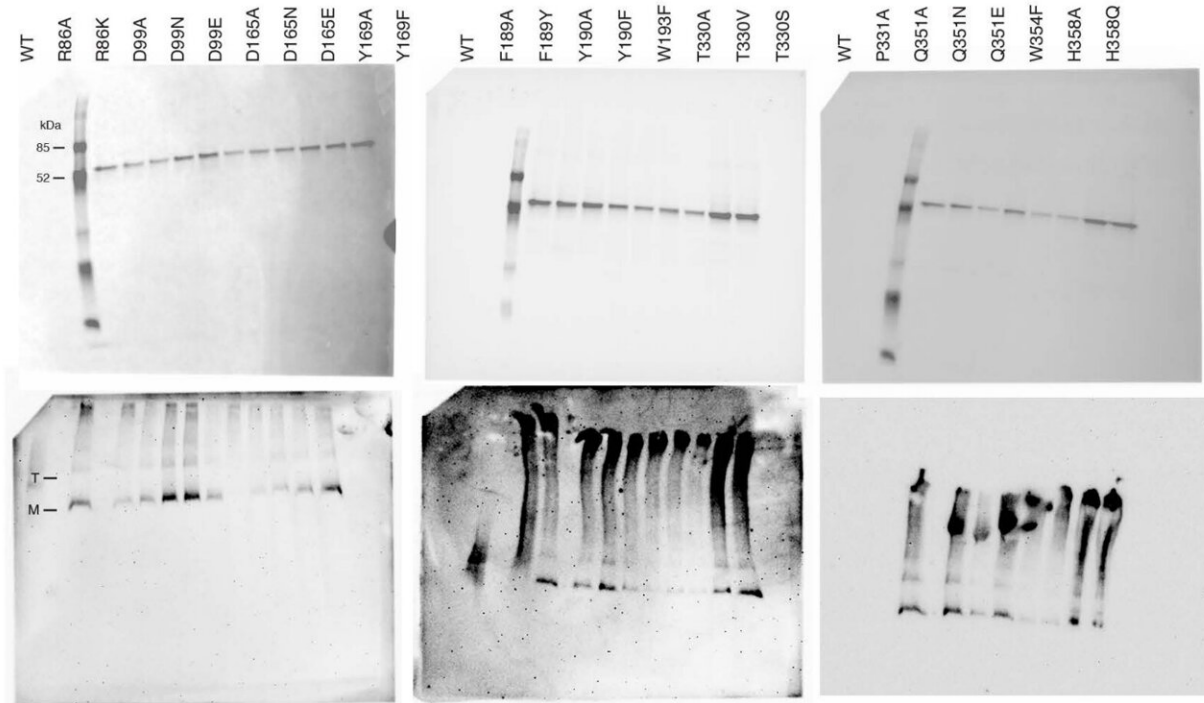 WT
R86A
R86K
D99A
D99N
D99E
D165A
D165N
D165E
Y169A
Y169F
WT
F189A
F189Y
Y190A
Y190F
W193F
T330A
T330V
T330S
WT
P331A
Q351A
Q351N
Q351E
W354F
H358A
H358Q
kDa
85
52
T
M